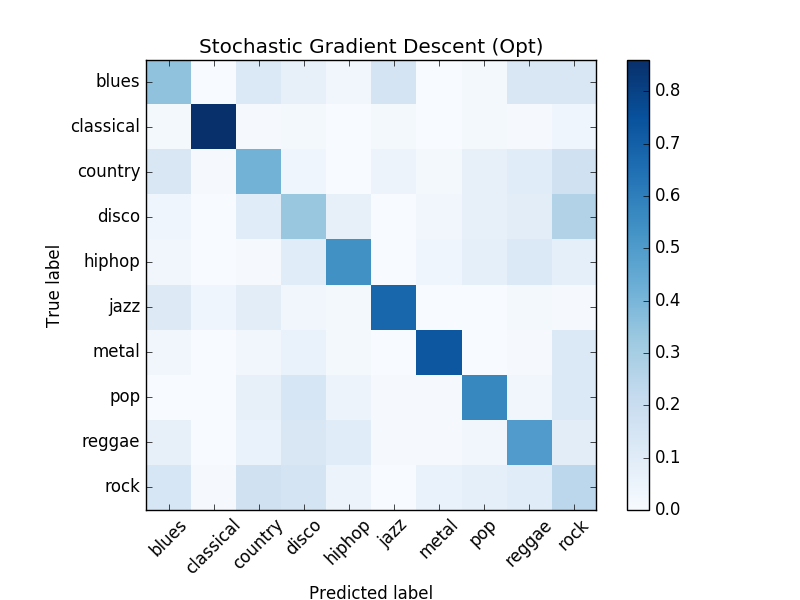 Stochastic Gradient Descent (Opt)
True label
blues
classical
country
disco
hiphop
jazz
metal
pop
reggae
rock
blues
classical
country
disco
hiphop
jazz
metal
pop
reggae
rock
Predicted label
0.8
0.7
0.6
0.5
0.4
0.3
0.2
0.1
0.0